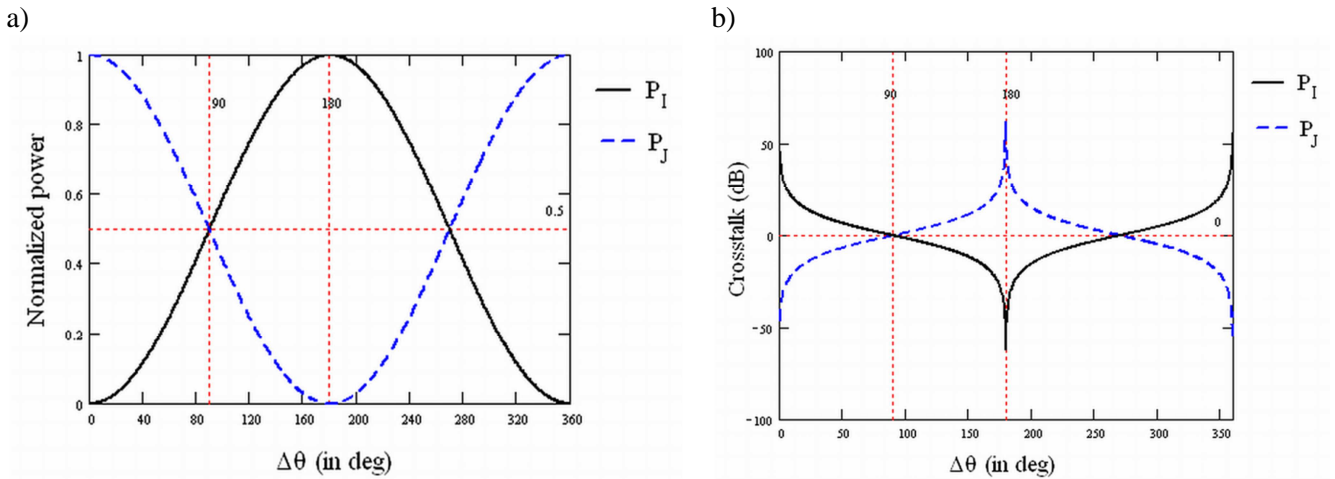 a)
Normalized power
1
0.8
0.6
0.4
0.2
0
90
180
0.5
0 40 80 120 160 200 240 280 320 360
Δθ (in deg)
P_I
P_J
b)
Crosstalk (dB)
100
50
0
−50
−100
90
180
0
0 50 100 150 200 250 300 350
Δθ (in deg)
P_I
P_J